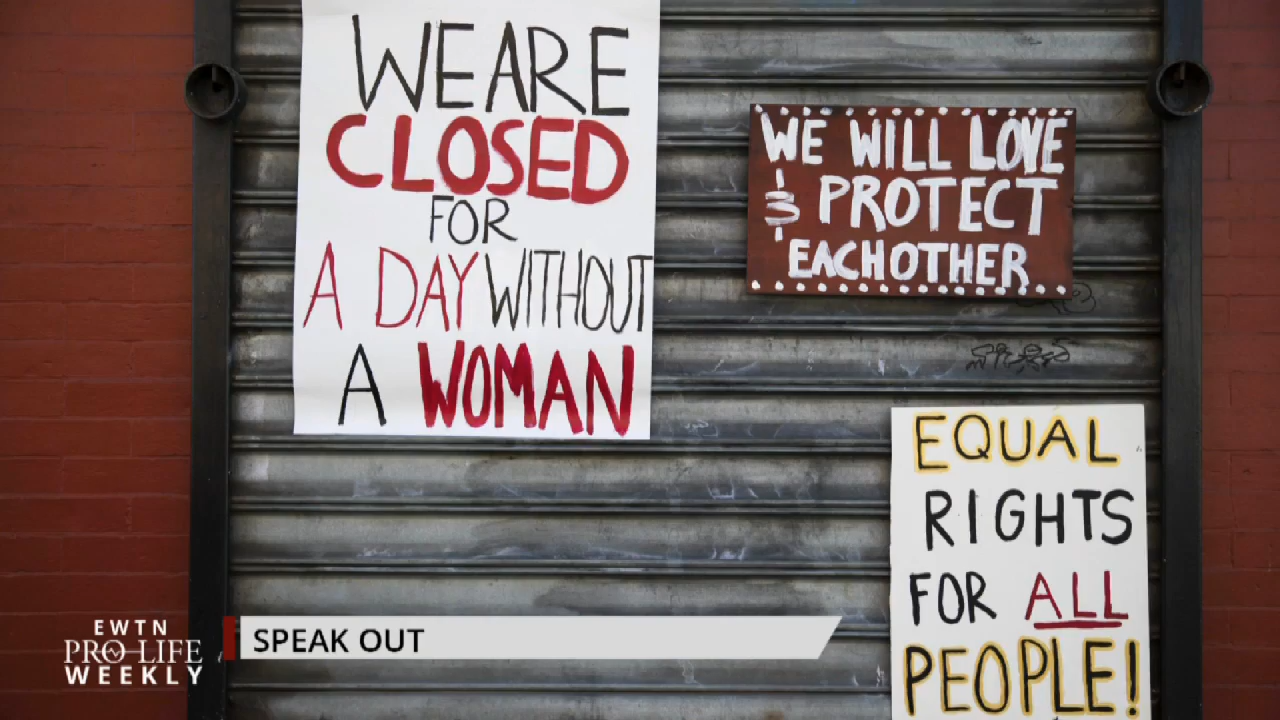 WE ARE
CLOSED
FOR
A DAY WITHOUT
A WOMAN
WE WILL LOVE
& PROTECT
EACHOTHER
EQUAL
RIGHTS
FOR ALL
PEOPLE!
EWTN
PRO-LIFE
WEEKLY
SPEAK OUT